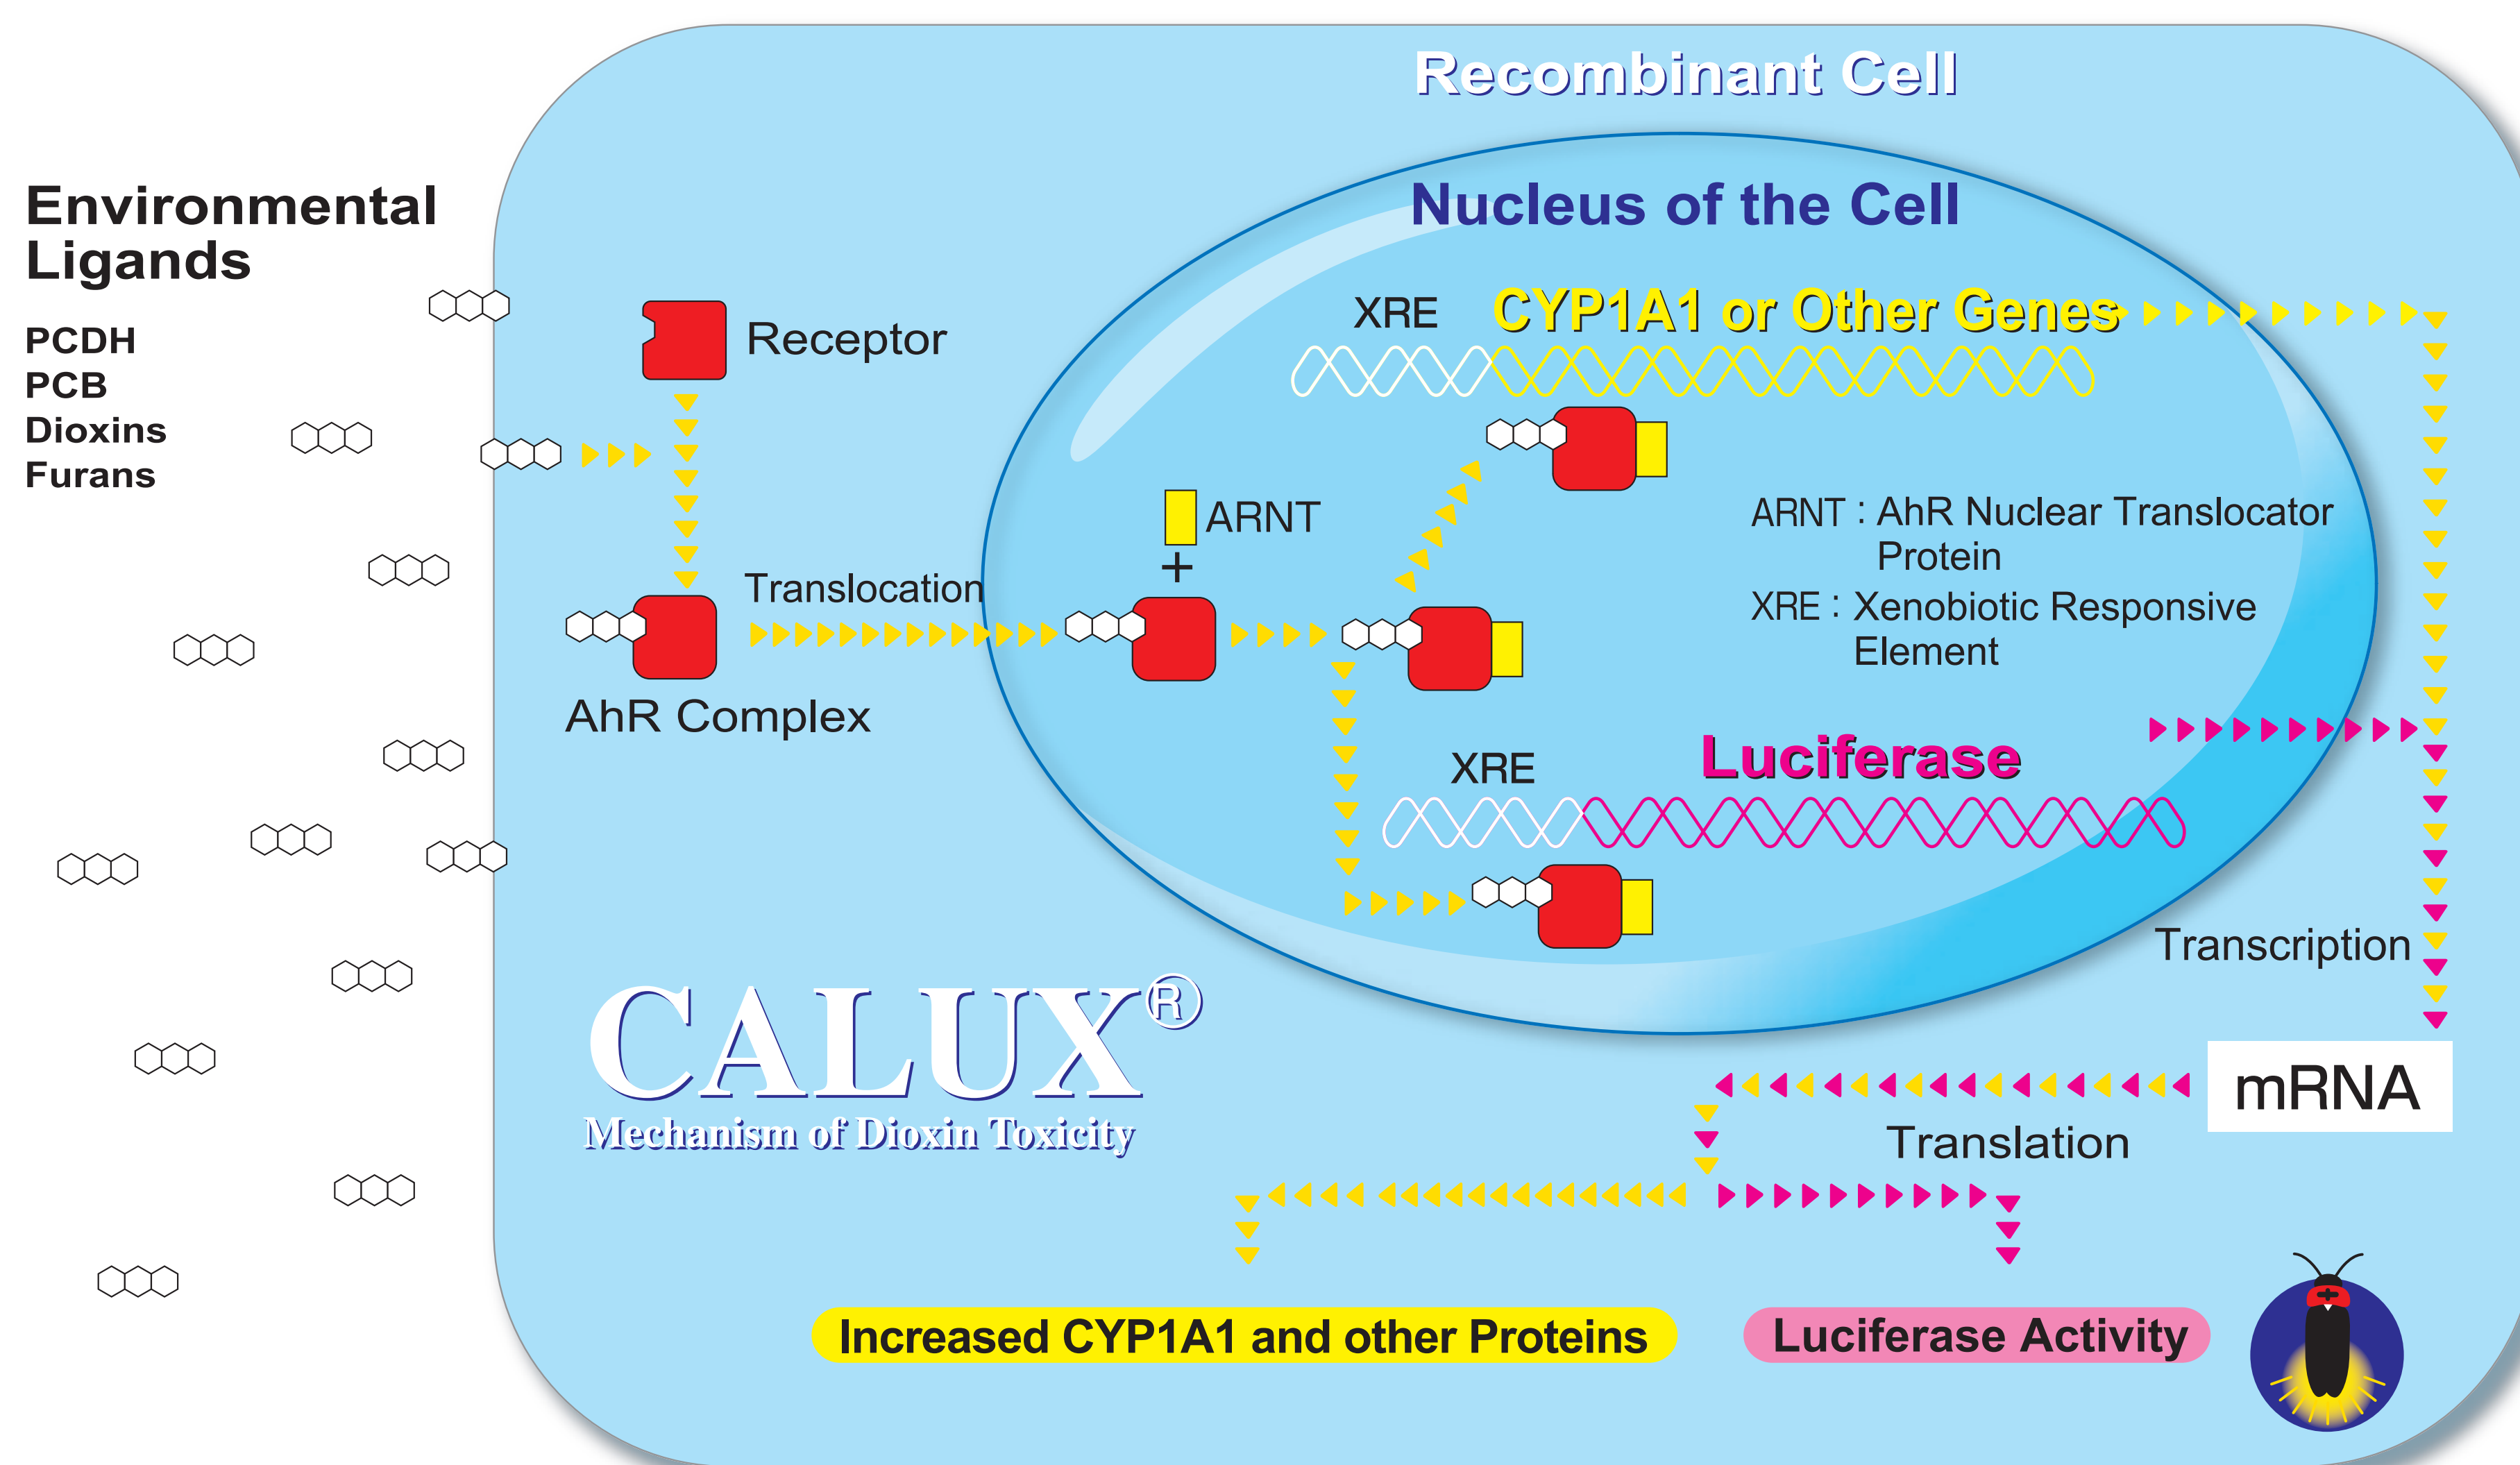 Recombinant Cell
Nucleus of the Cell
Environmental
Ligands
PCDH
PCB
Dioxins
Furans
Receptor
XRE
CYP1A1 or Other Genes
ARNT
+
ARNT : AhR Nuclear Translocator
Protein
XRE : Xenobiotic Responsive
Element
Translocation
AhR Complex
XRE
Luciferase
Transcription
CALUX®
Mechanism of Dioxin Toxicity
mRNA
Translation
Increased CYP1A1 and other Proteins
Luciferase Activity